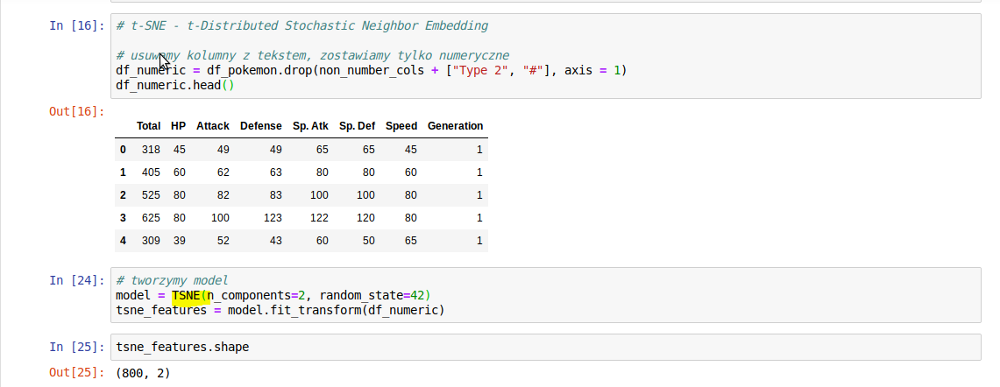 In [16]: # t-SNE - t-Distributed Stochastic Neighbor Embedding
# usuwamy kolumny z tekstem, zostawiamy tylko numeryczne
df_numeric = df_pokemon.drop(non_number_cols + ["Type 2", "#"], axis = 1)
df_numeric.head()
Out[16]:
Total HP Attack Defense Sp. Atk Sp. Def Speed Generation
0 318 45 49 49 65 65 45 1
1 405 60 62 63 80 80 60 1
2 525 80 82 83 100 100 80 1
3 625 80 100 123 122 120 80 1
4 309 39 52 43 60 50 65 1
In [24]: # tworzymy model
model = TSNE(n_components=2, random_state=42)
tsne_features = model.fit_transform(df_numeric)
In [25]: tsne_features.shape
Out[25]: (800, 2)